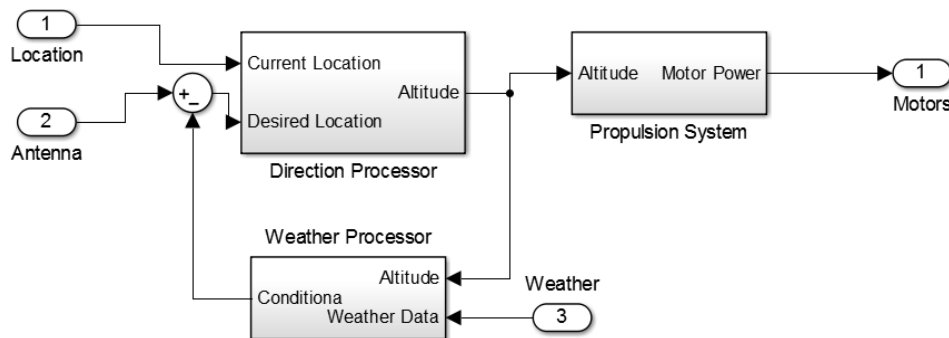 1
Location
Current Location
Altitude
Desired Location
Direction Processor
+
−
2
Antenna
Altitude
Motor Power
Propulsion System
1
Motors
Weather Processor
Altitude
Conditiona
Weather Data
Weather
3